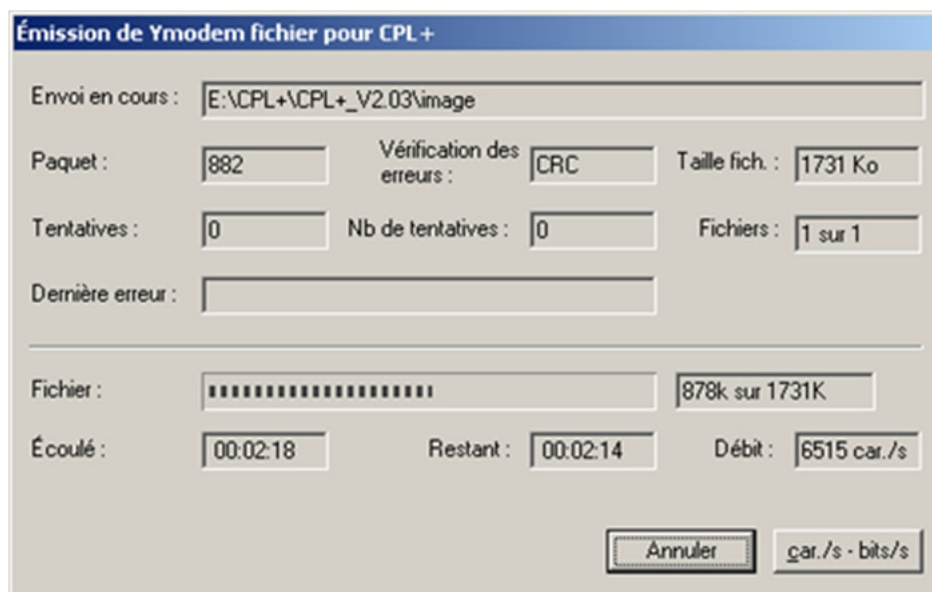 Émission de Ymodem fichier pour CPL+
Envoi en cours : E:\CPL+\CPL+_V2.03\image
Paquet : 882 Vérification des erreurs : CRC Taille fich. : 1731 Ko
Tentatives : 0 Nb de tentatives : 0 Fichiers : 1 sur 1
Dernière erreur :
Fichier : 878k sur 1731K
Écoulé : 00:02:18 Restant : 00:02:14 Débit : 6515 car./s
Annuler car./s - bits/s